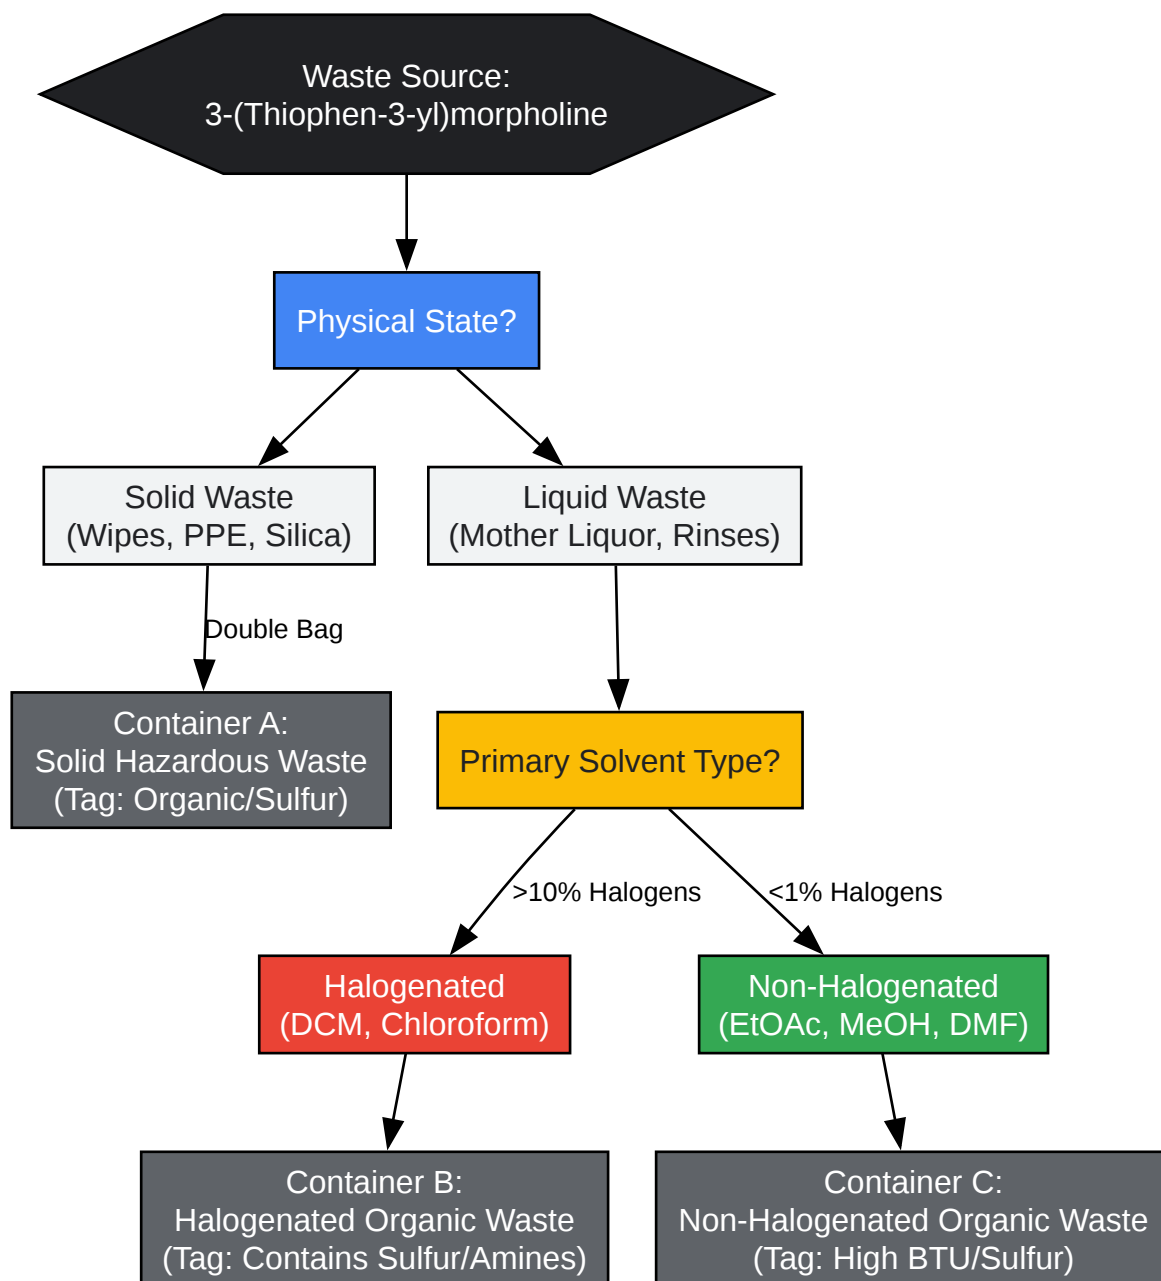 Waste Source:
3-(Thiophen-3-yl)morpholine
Physical State?
Solid Waste
(Wipes, PPE, Silica)
Liquid Waste
(Mother Liquor, Rinses)
Double Bag
Container A:
Solid Hazardous Waste
(Tag: Organic/Sulfur)
Primary Solvent Type?
>10% Halogens
<1% Halogens
Halogenated
(DCM, Chloroform)
Non-Halogenated
(EtOAc, MeOH, DMF)
Container B:
Halogenated Organic Waste
(Tag: Contains Sulfur/Amines)
Container C:
Non-Halogenated Organic Waste
(Tag: High BTU/Sulfur)